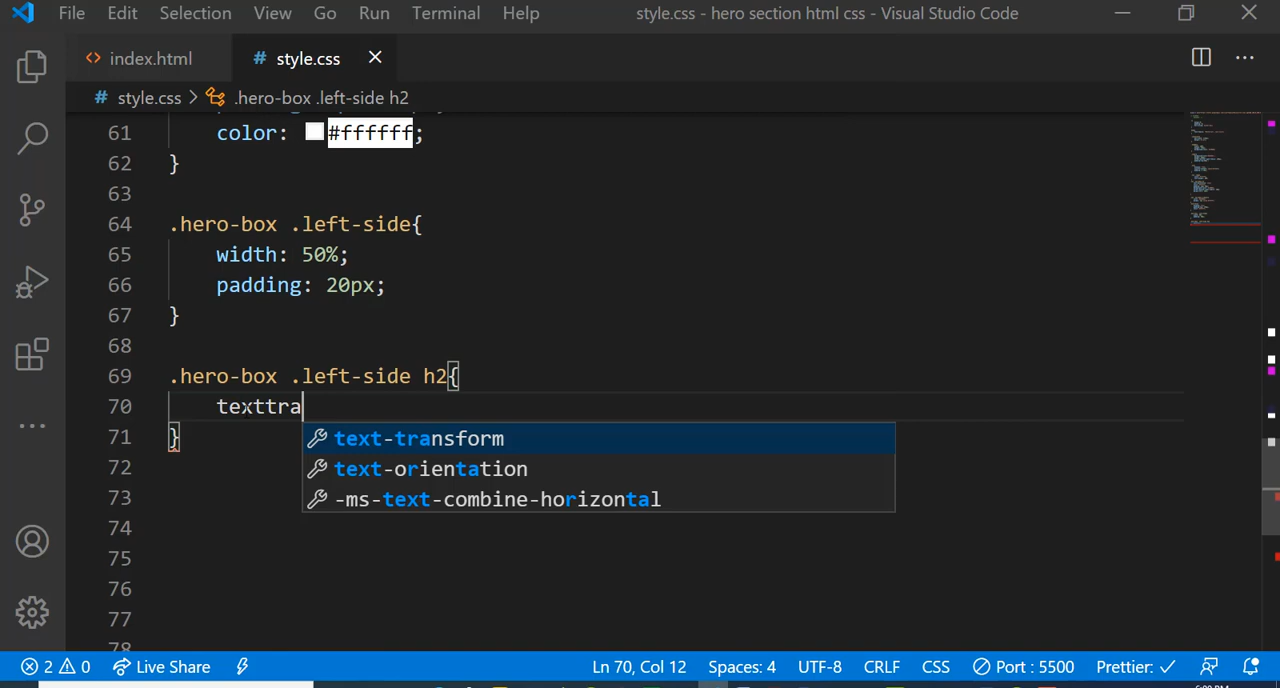 File Edit Selection View Go Run Terminal Help style.css - hero section html css - Visual Studio Code
index.html # style.css
# style.css > .hero-box .left-side h2
61 color: #ffffff;
62 }
63
64 .hero-box .left-side{
65 width: 50%;
66 padding: 20px;
67 }
68
69 .hero-box .left-side h2{
70 texttra
71 }
text-transform
text-orientation
-ms-text-combine-horizontal
72
73
74
75
76
77
78
2 0 Live Share Ln 70, Col 12 Spaces: 4 UTF-8 CRLF CSS Port : 5500 Prettier: ✓